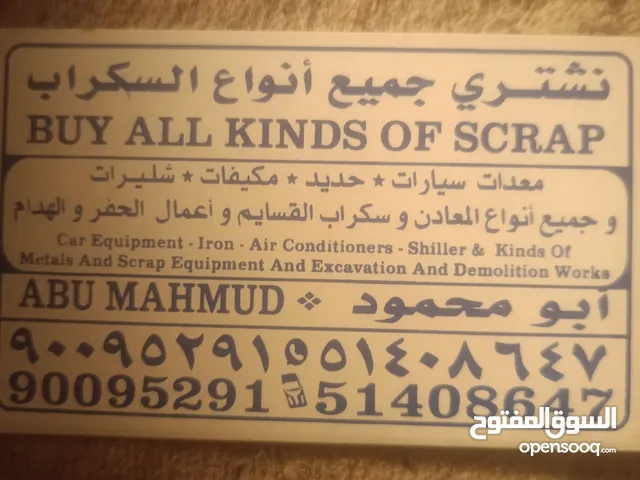 نشتري جميع أنواع السكراب
BUY ALL KINDS OF SCRAP
معدات سيارات ★ حديد ★ مكيفات ★ شليرات
و جميع أنواع المعادن و سكراب القسايم و أعمال الحفر و الهدام
Car Equipment - Iron - Air Conditioners - Shiller & Kinds Of
Metals And Scrap Equipment And Excavation And Demolition Works
ABU MAHMUD ❖ ابو محمود
٩٠٠٩٥٢٩١ ٥١٤٠٨٦٤٧
90095291 51408647
السوق المفتوح
opensooq.com